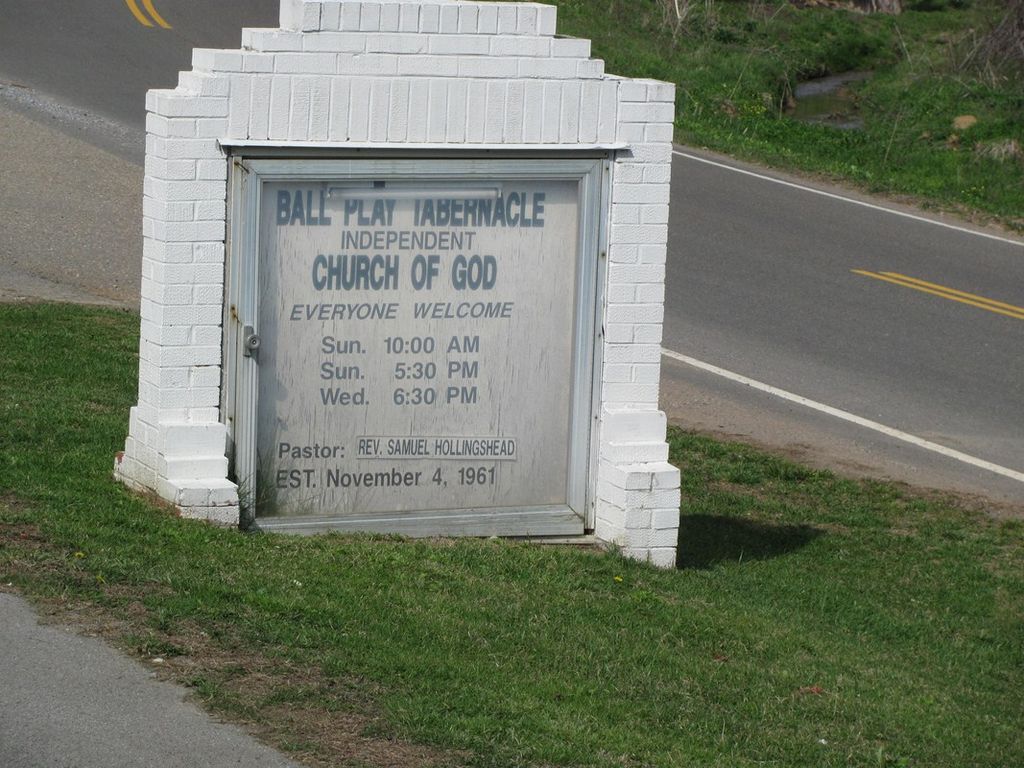 BALL PLAY TABERNACLE
INDEPENDENT
CHURCH OF GOD
EVERYONE WELCOME
Sun. 10:00 AM
Sun. 5:30 PM
Wed. 6:30 PM
Pastor: REV. SAMUEL HOLLINGSHEAD
EST. November 4, 1961